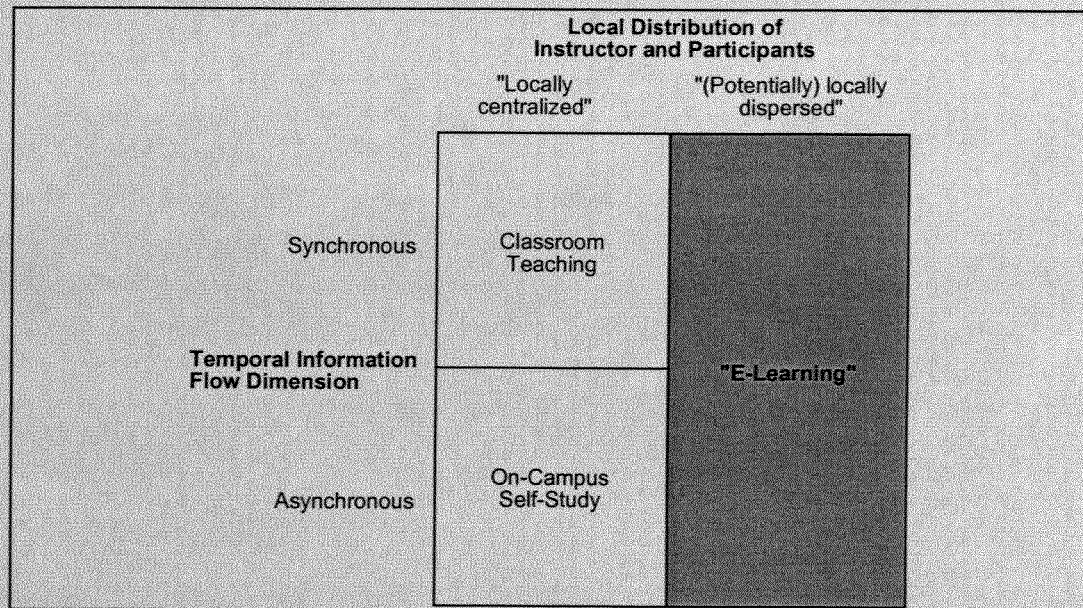 Local Distribution of
Instructor and Participants
"Locally
centralized"
"(Potentially) locally
dispersed"
Synchronous
Classroom
Teaching
Temporal Information
Flow Dimension
"E-Learning"
Asynchronous
On-Campus
Self-Study